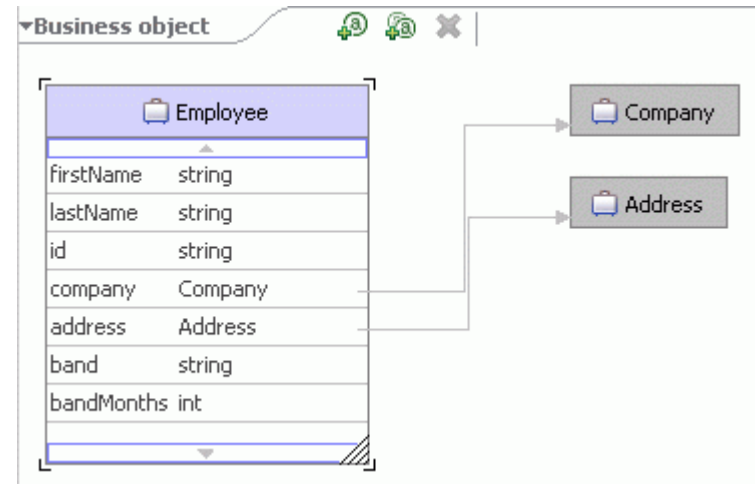 Business object
Employee
firstName string
lastName string
id string
company Company
address Address
band string
bandMonths int
Company
Address